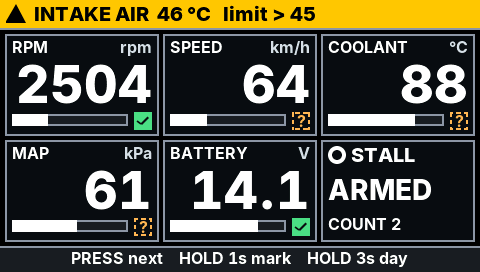 INTAKE AIR 46 °C limit > 45
RPM rpm
2504
SPEED km/h
64
?
COOLANT °C
88
?
MAP kPa
61
?
BATTERY V
14.1
STALL
ARMED
COUNT 2
PRESS next HOLD 1s mark HOLD 3s day